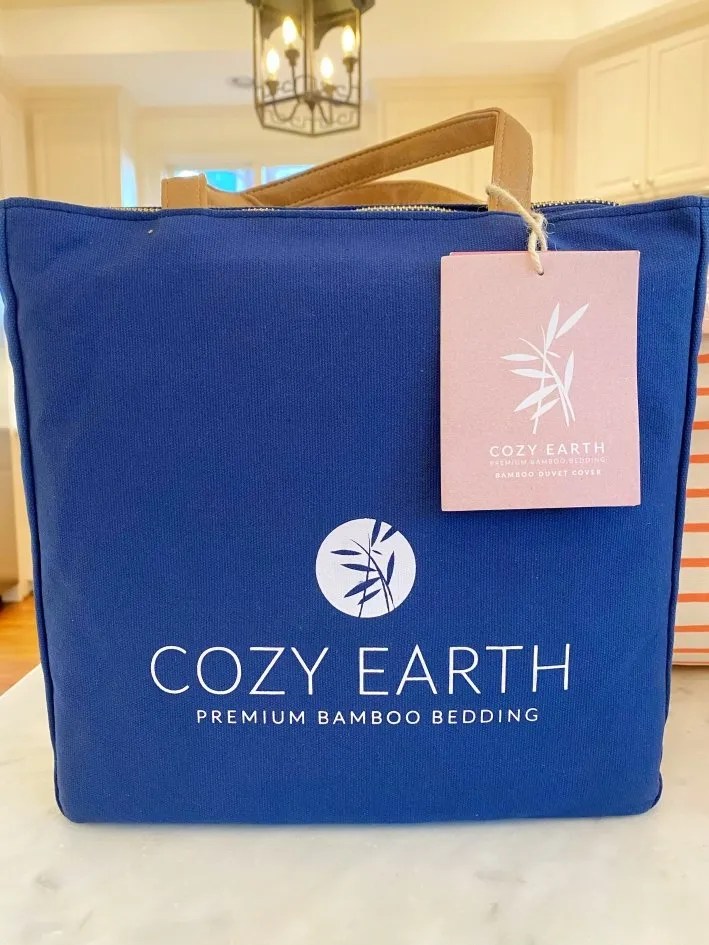 COZY EARTH
PREMIUM BAMBOO BEDDING
BAMBOO DUVET COVER
COZY EARTH
PREMIUM BAMBOO BEDDING